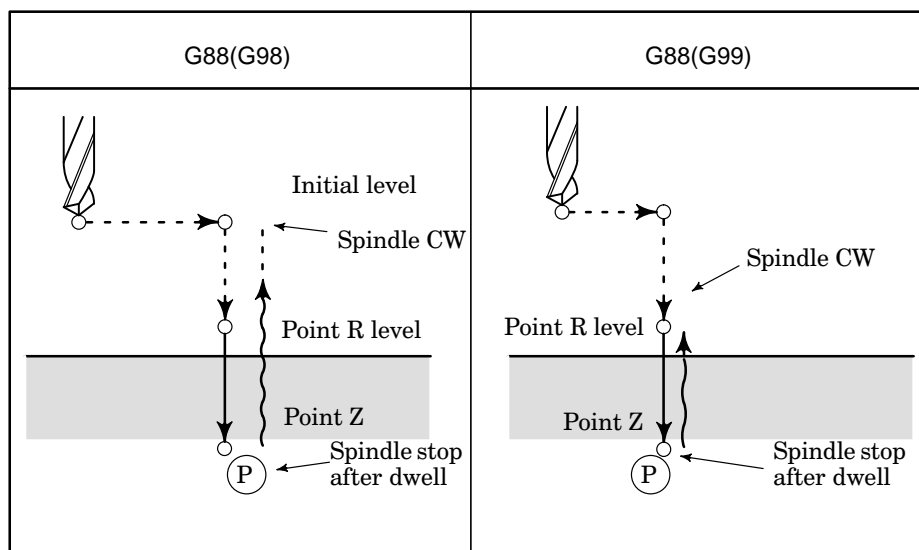 G88(G98)
G88(G99)
Initial level
Spindle CW
Point R level
Point Z
Spindle stop
after dwell
P
Spindle CW
Point R level
Point Z
Spindle stop
after dwell
P